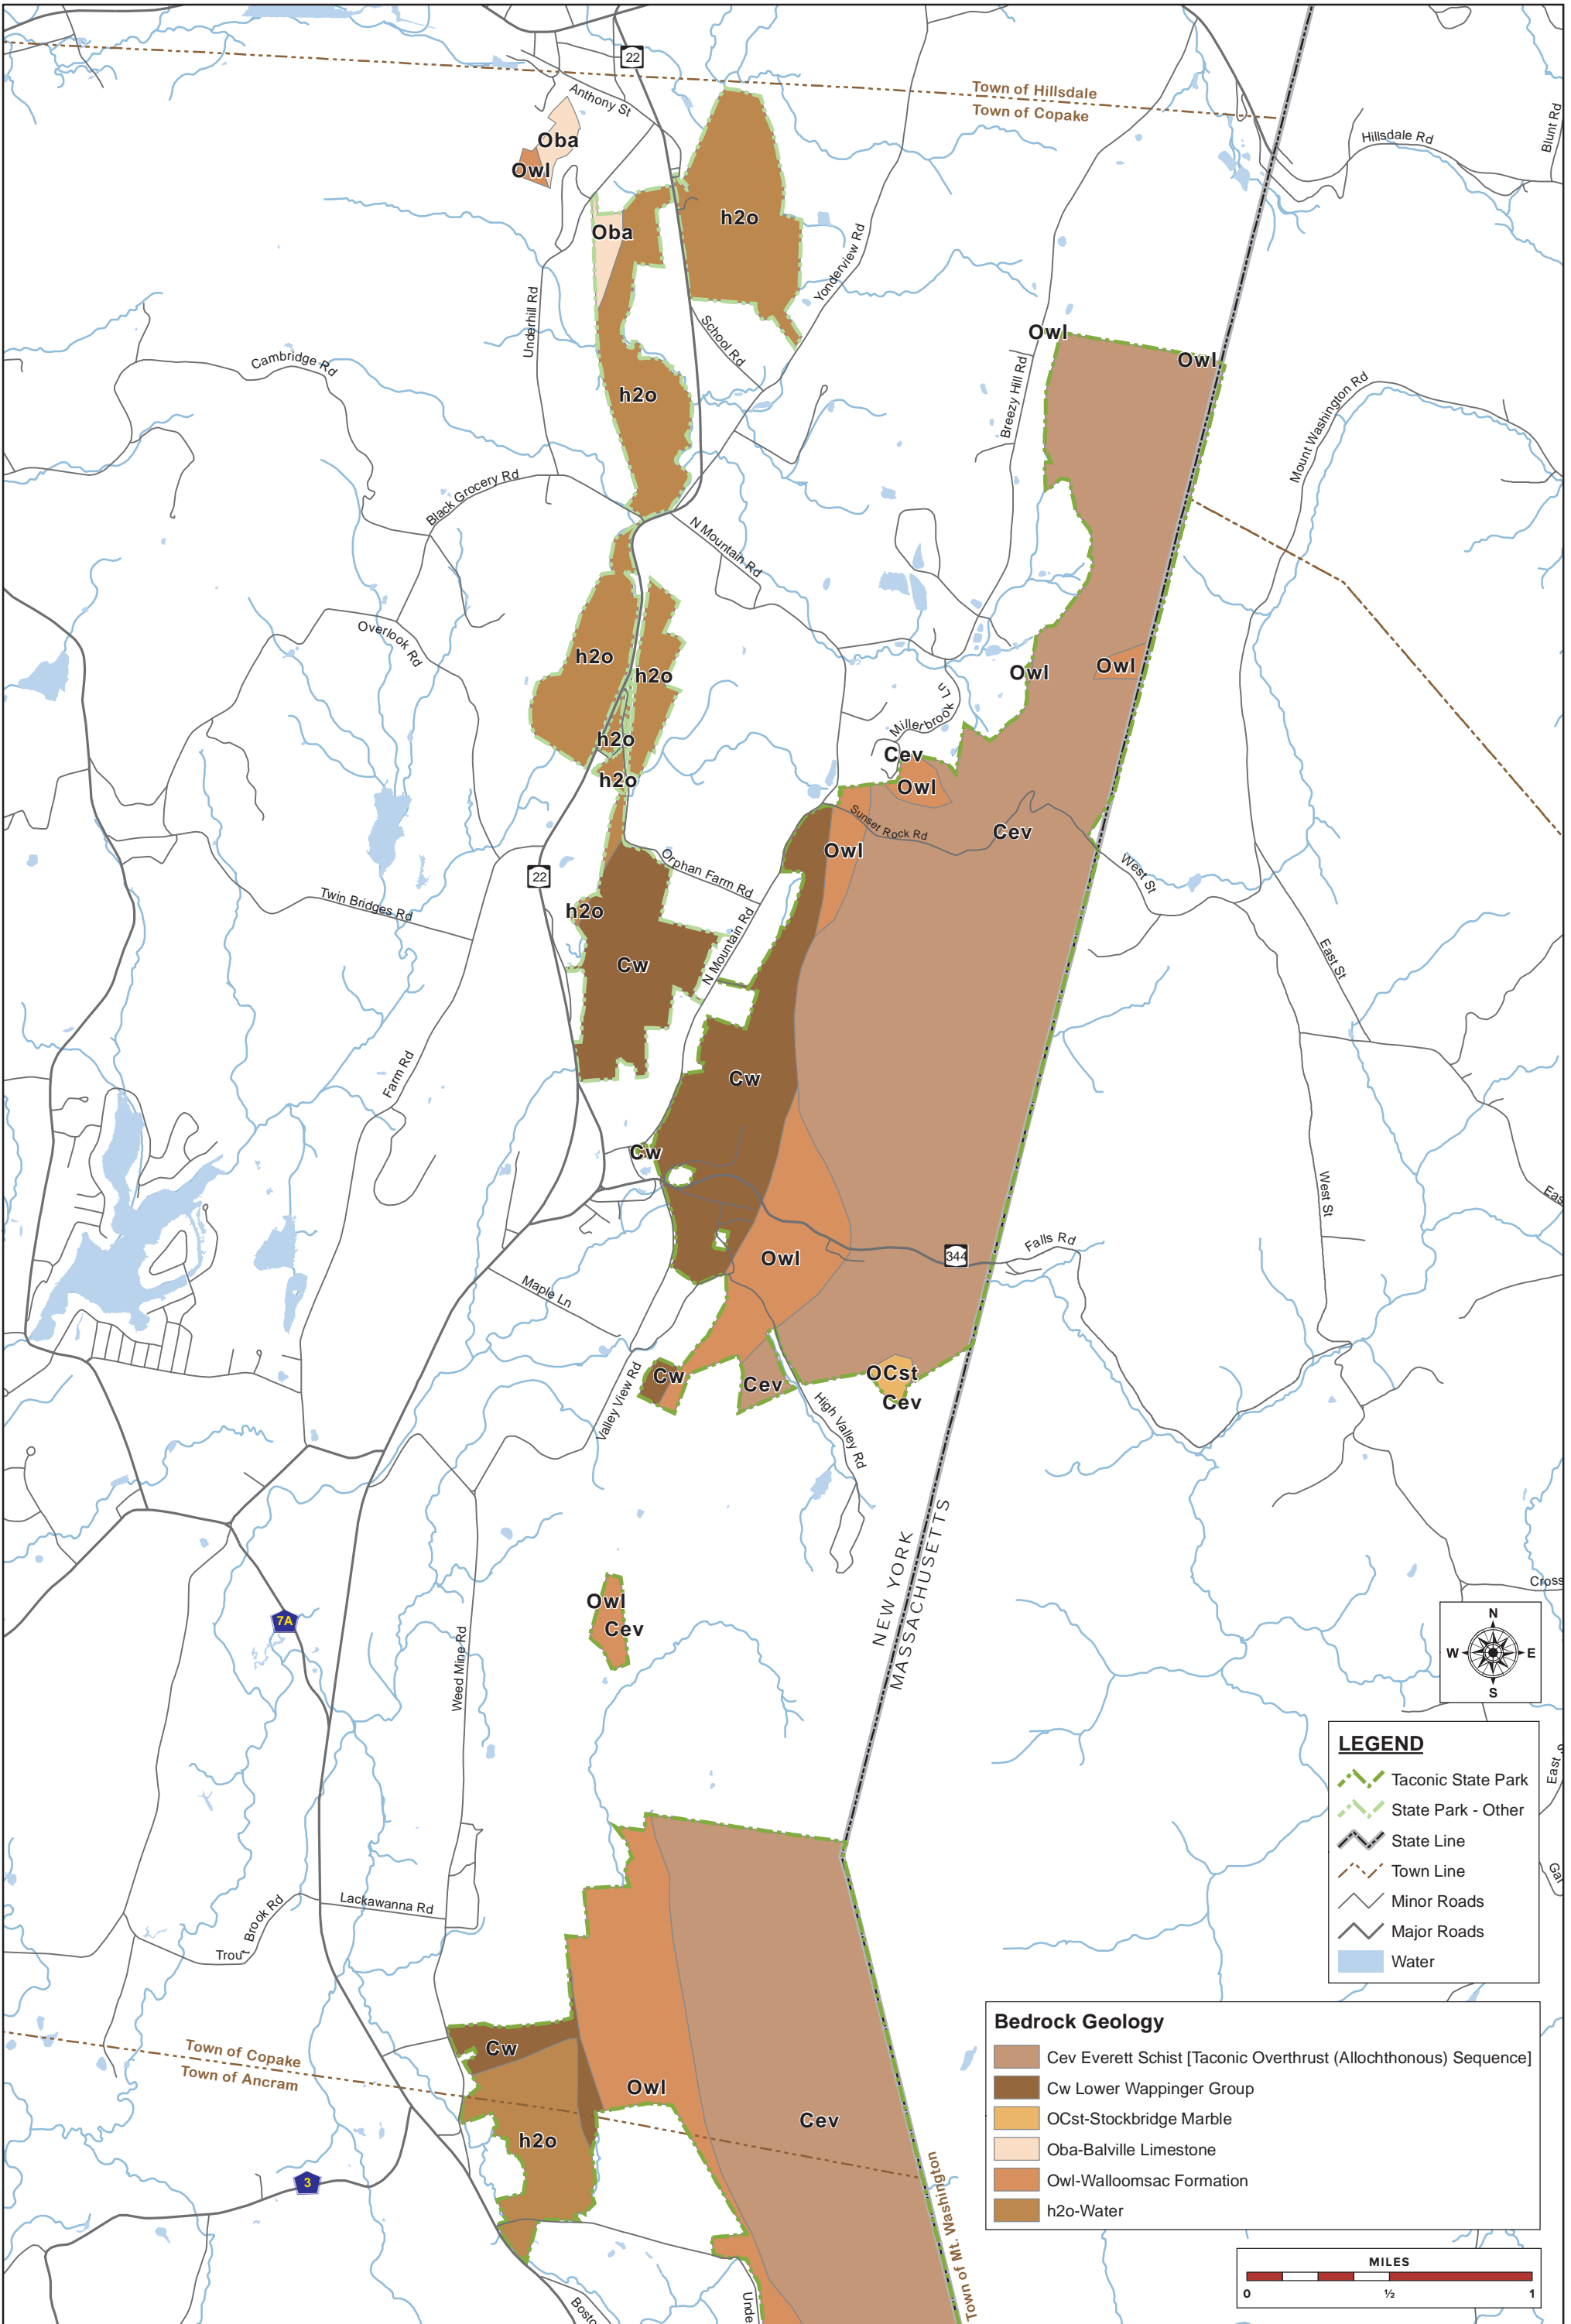 22
Town of Hillsdale
Town of Copake
Anthony St
Hillsdale Rd
Blunt Rd
Oba
Owl
h2o
Oba
Yonderview Rd
Underhill Rd
School Rd
Owl
Owl
Cambridge Rd
h2o
Breezy Hill Rd
Mount Washington Rd
Black Grocery Rd
N Mountain Rd
Overlook Rd
h2o
h2o
Owl
Owl
Millerbrook Ln
h2o
Cev
h2o
Owl
Sunset Rock Rd
Cev
Owl
Orphan Farm Rd
West St
22
Twin Bridges Rd
h2o
N Mountain Rd
East St
Cw
Farm Rd
Cw
Cw
West St
Eas
Owl
344
Falls Rd
Maple Ln
Cw
Cev
OCst
Cev
Valley View Rd
High Valley Rd
NEW YORK
MASSACHUSETTS
Cross
Owl
Cev
7A
Weed Mine Rd
N
W
E
S
LEGEND
Taconic State Park
State Park - Other
State Line
Town Line
Minor Roads
Major Roads
Water
East S
Gar
Lackawanna Rd
Trout Brook Rd
Town of Copake
Town of Ancram
Cw
Owl
Cev
h2o
3
Town of Mt. Washington
Bedrock Geology
Cev Everett Schist [Taconic Overthrust (Allochthonous) Sequence]
Cw Lower Wappinger Group
OCst-Stockbridge Marble
Oba-Balville Limestone
Owl-Walloomsac Formation
h2o-Water
MILES
0
½
1
Bosto
Unde